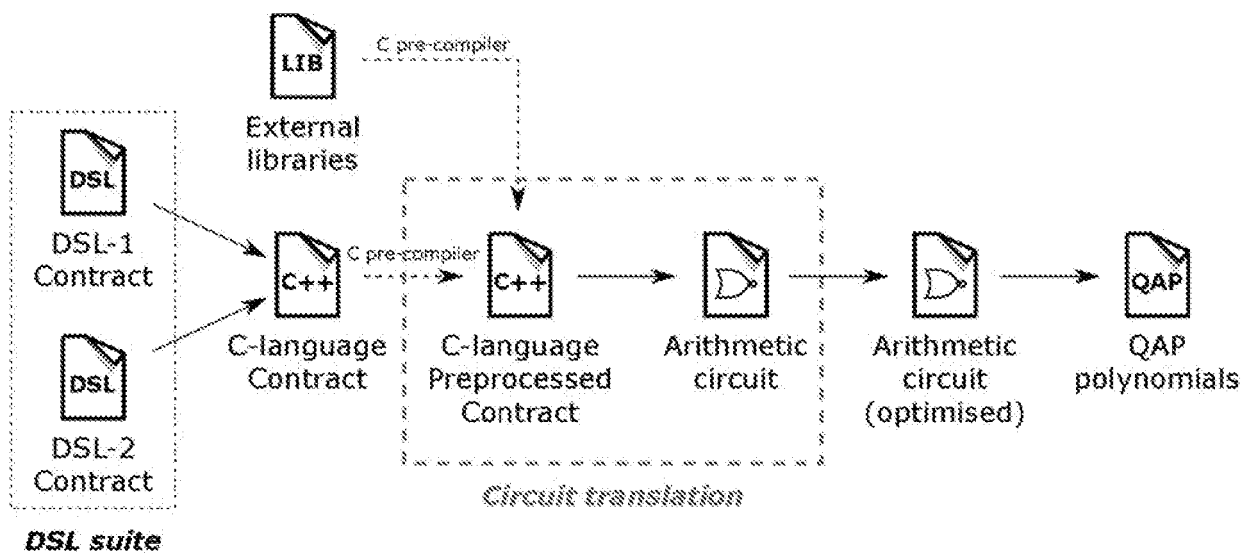 C pre-compiler
LIB
External
libraries
DSL
DSL-1
Contract
DSL
DSL-2
Contract
DSL suite
C++
C-language
Contract
C pre-compiler
C++
C-language
Preprocessed
Contract
Arithmetic
circuit
Circuit translation
Arithmetic
circuit
(optimised)
QAP
QAP
polynomials